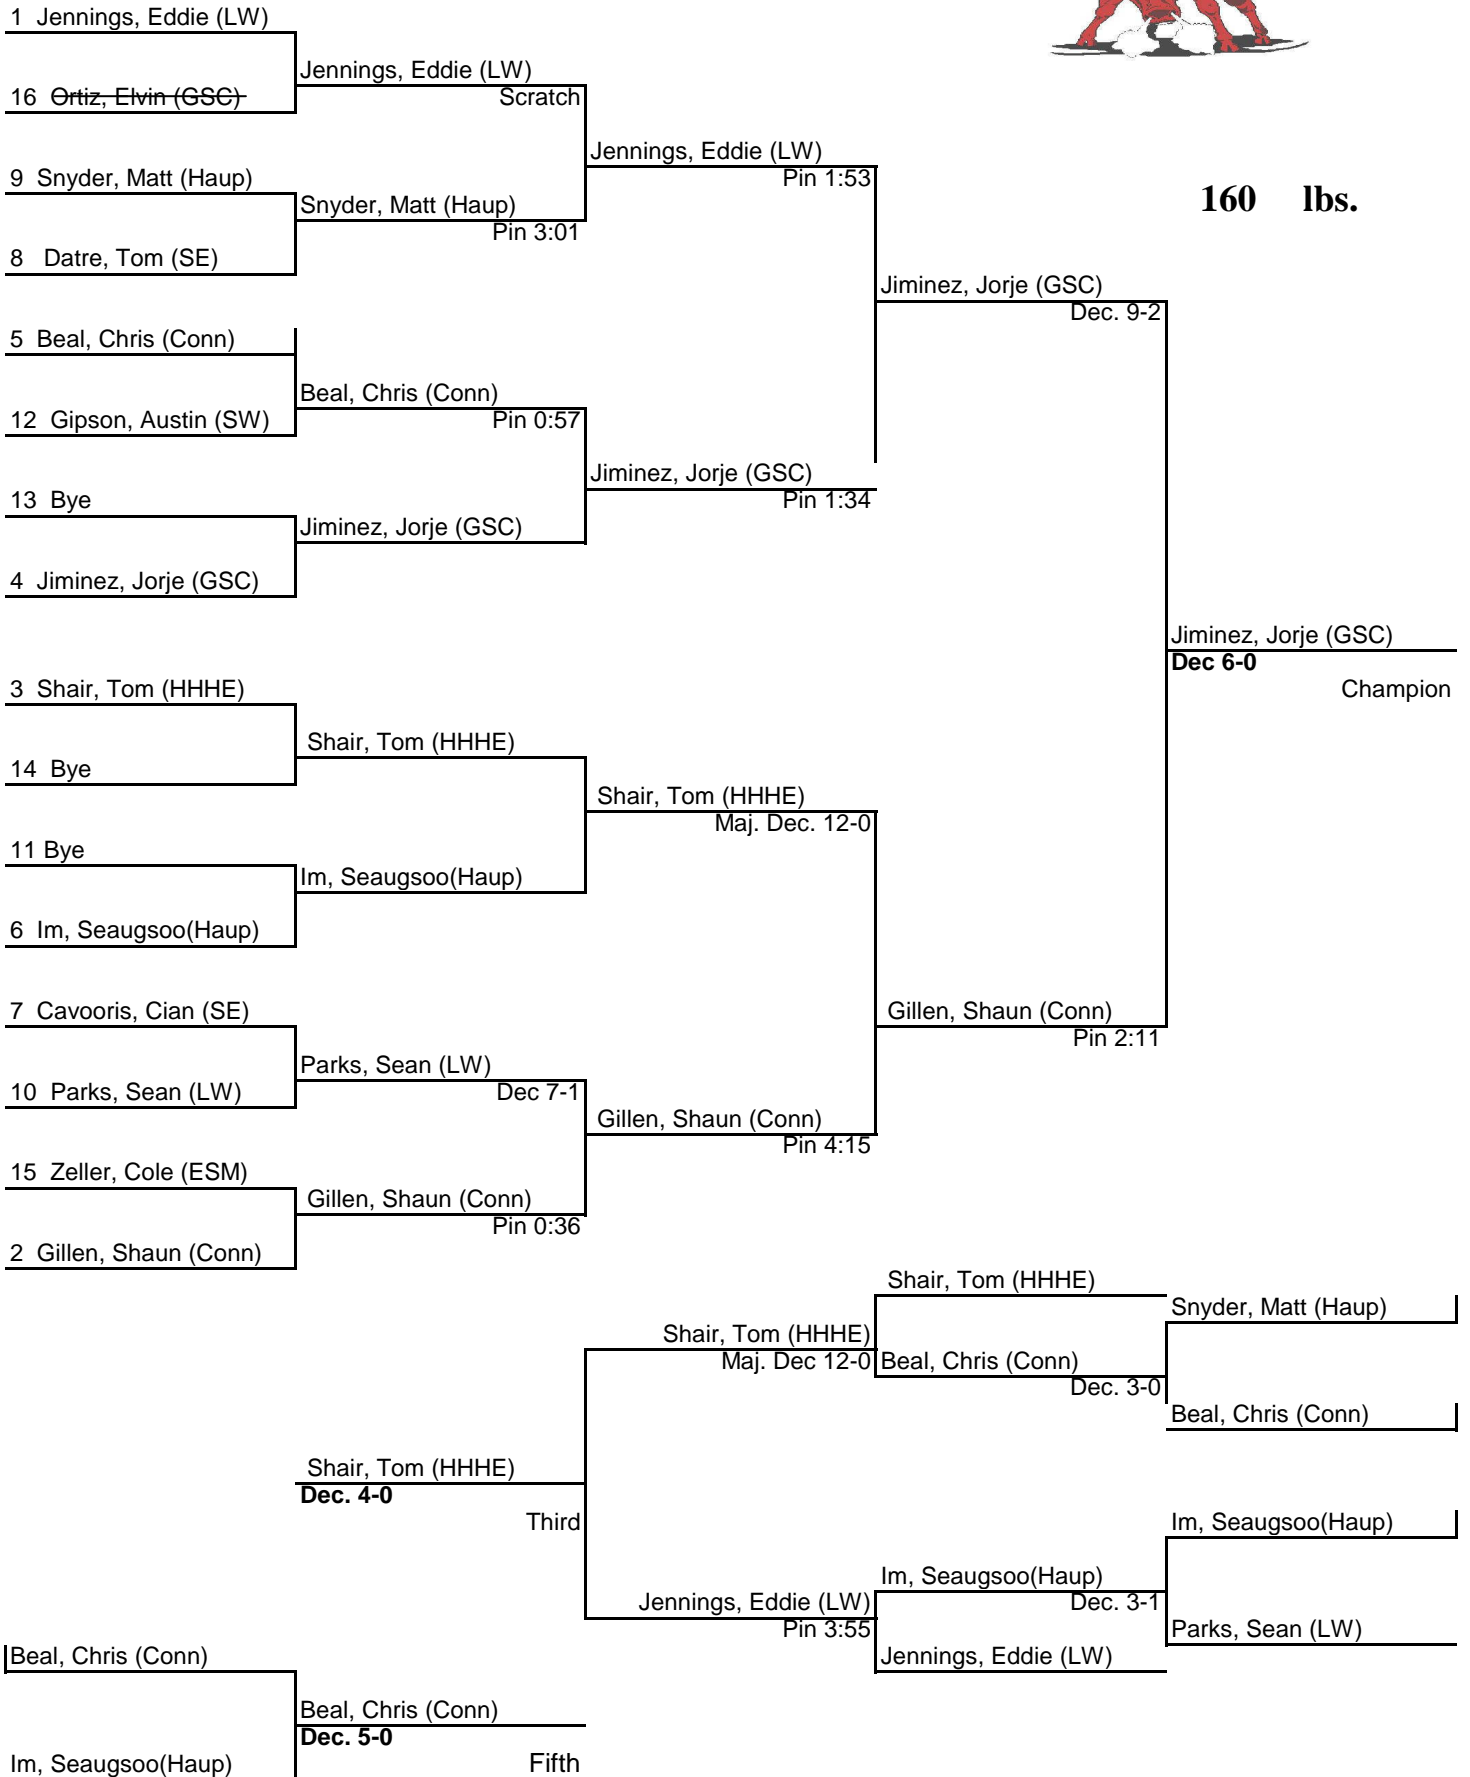 1 Jennings, Eddie (LW)
Jennings, Eddie (LW)
16 Ortiz, Elvin (GSC)
Scratch
Jennings, Eddie (LW)
9 Snyder, Matt (Haup)
Pin 1:53
160 lbs.
Snyder, Matt (Haup)
Pin 3:01
8 Datre, Tom (SE)
Jiminez, Jorje (GSC)
Dec. 9-2
5 Beal, Chris (Conn)
Beal, Chris (Conn)
12 Gipson, Austin (SW)
Pin 0:57
Jiminez, Jorje (GSC)
13 Bye
Pin 1:34
Jiminez, Jorje (GSC)
4 Jiminez, Jorje (GSC)
Jiminez, Jorje (GSC)
Dec 6-0
Champion
3 Shair, Tom (HHHE)
Shair, Tom (HHHE)
14 Bye
Shair, Tom (HHHE)
Maj. Dec. 12-0
11 Bye
Im, Seaugsoo(Haup)
6 Im, Seaugsoo(Haup)
7 Cavooris, Cian (SE)
Gillen, Shaun (Conn)
Pin 2:11
Parks, Sean (LW)
10 Parks, Sean (LW)
Dec 7-1
Gillen, Shaun (Conn)
Pin 4:15
15 Zeller, Cole (ESM)
Gillen, Shaun (Conn)
Pin 0:36
2 Gillen, Shaun (Conn)
Shair, Tom (HHHE)
Snyder, Matt (Haup)
Shair, Tom (HHHE)
Maj. Dec 12-0
Beal, Chris (Conn)
Dec. 3-0
Beal, Chris (Conn)
Shair, Tom (HHHE)
Dec. 4-0
Third
Im, Seaugsoo(Haup)
Im, Seaugsoo(Haup)
Jennings, Eddie (LW)
Dec. 3-1
Pin 3:55
Parks, Sean (LW)
Beal, Chris (Conn)
Jennings, Eddie (LW)
Beal, Chris (Conn)
Dec. 5-0
Im, Seaugsoo(Haup)
Fifth